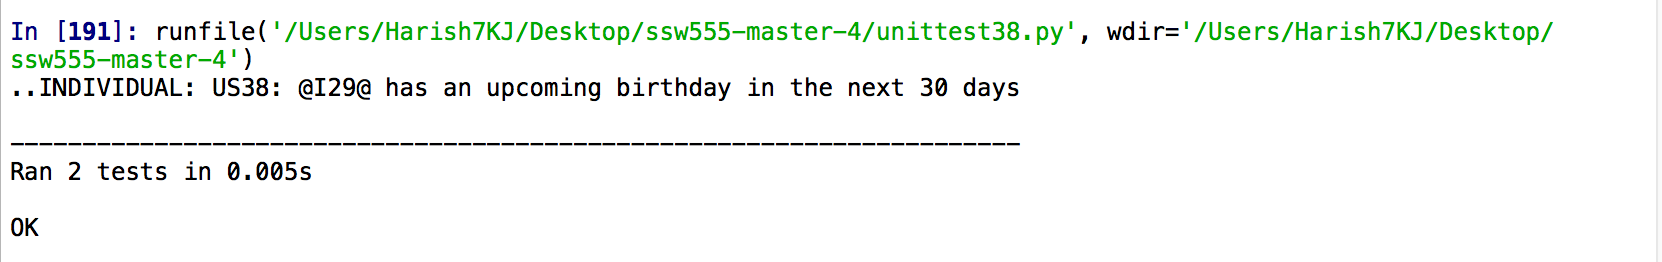 In [191]: runfile('/Users/Harish7KJ/Desktop/ssw555-master-4/unittest38.py', wdir='/Users/Harish7KJ/Desktop/
ssw555-master-4')
..INDIVIDUAL: US38: @I29@ has an upcoming birthday in the next 30 days
----------------------------------------------------------------------
Ran 2 tests in 0.005s
OK